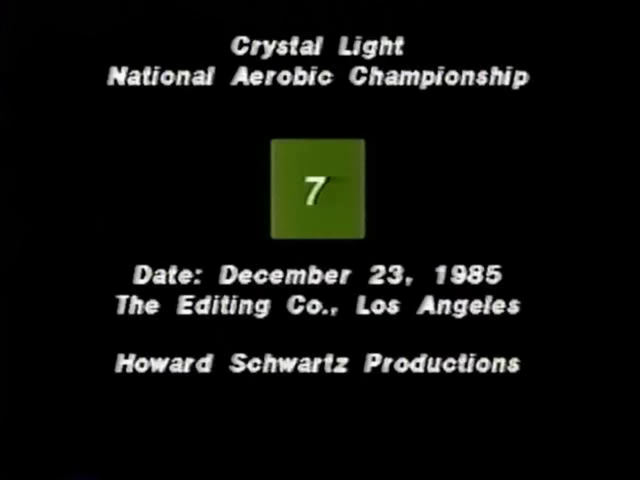 Crystal Light
National Aerobic Championship
7
Date: December 23, 1985
The Editing Co., Los Angeles
Howard Schwartz Productions